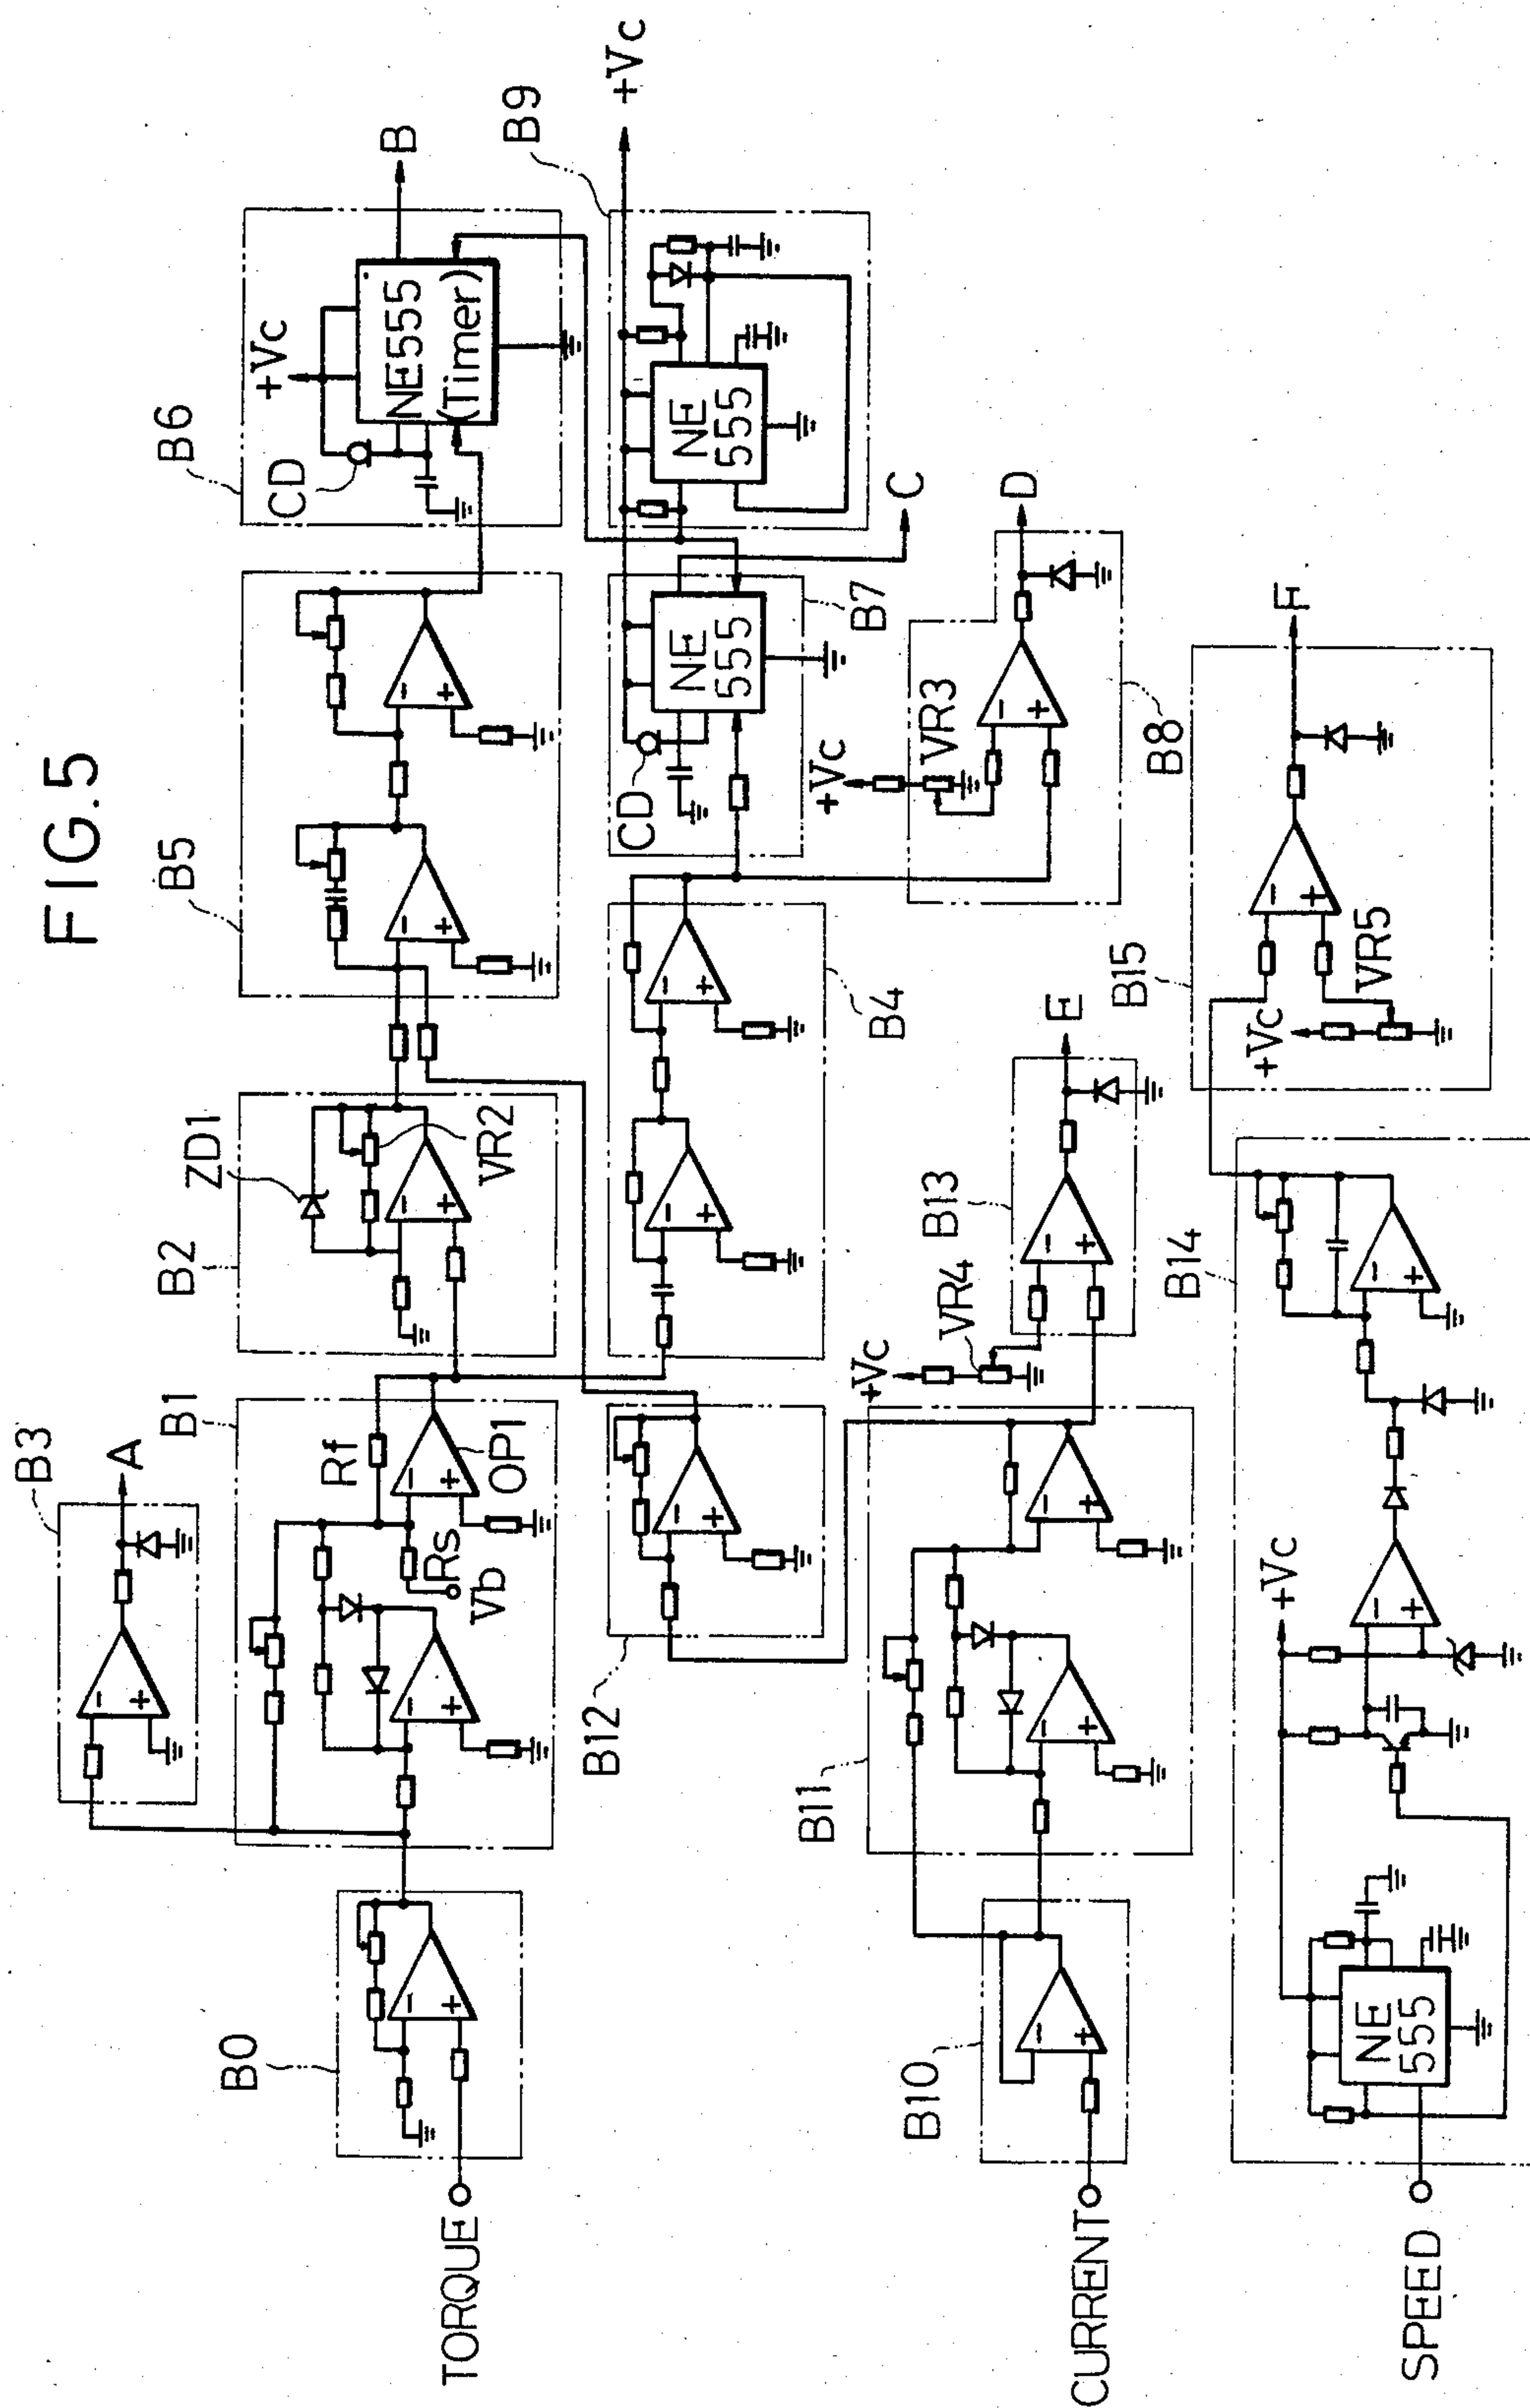 FIG.5
B3
A
B1
Rf
OP1
Rs
Vb
B0
TORQUE
B2
ZD1
VR2
B5
B6
+Vc
CD
NE555
(Timer)
B
B9
+Vc
NE
555
B7
CD
NE
555
C
B4
B12
+Vc
VR3
D
B8
B10
CURRENT
B11
+Vc
VR4
B13
E
B14
SPEED
NE
555
+Vc
B15
+Vc
VR5
F